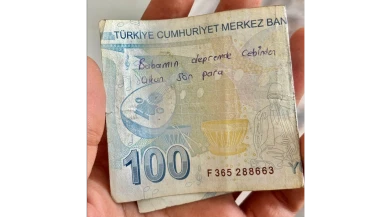 TÜRKİYE CUMHURİYET MERKEZ BAN
Babamın depremde Cebinden
çıkan son para
100
F365 288663